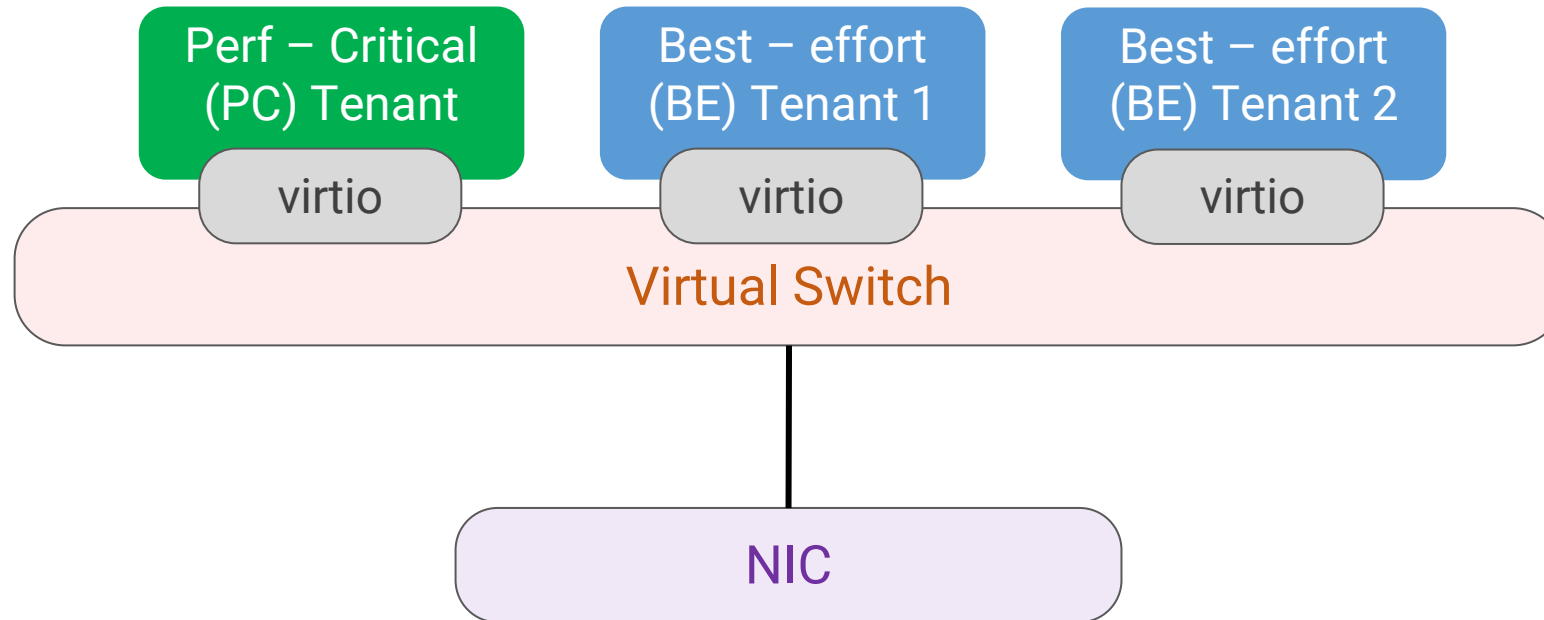 Perf – Critical
(PC) Tenant
Best – effort
(BE) Tenant 1
Best – effort
(BE) Tenant 2
virtio
virtio
virtio
Virtual Switch
NIC